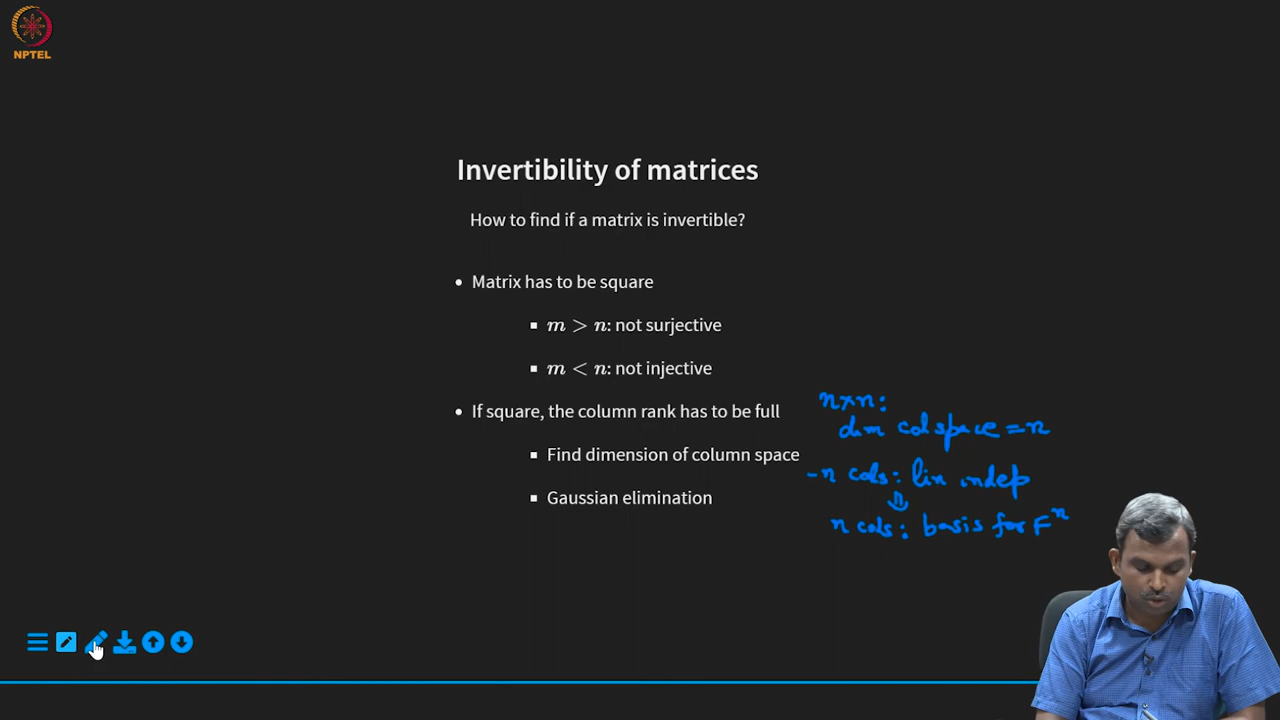 NPTEL
Invertibility of matrices
How to find if a matrix is invertible?
• Matrix has to be square
▪ m > n: not surjective
▪ m < n: not injective
• If square, the column rank has to be full
▪ Find dimension of column space
▪ Gaussian elimination
n×n:
dim colspace = n
- n cols: lin indep
⇓
n cols: basis for F^n